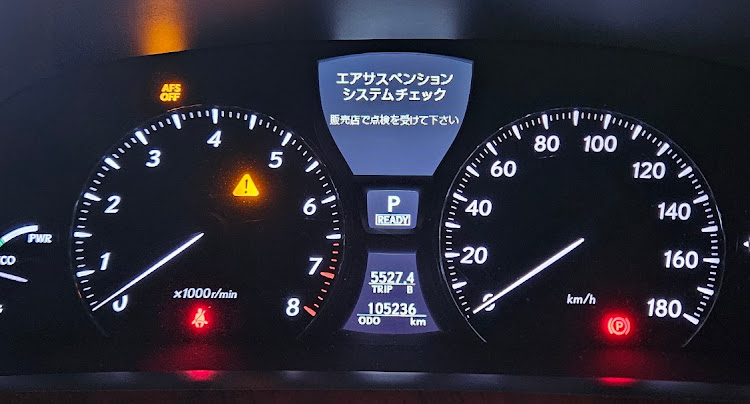 エアサスペンション
システムチェック
販売店で点検を受けて下さい
AFS
OFF
PWR
0
1
2
3
4
5
6
7
8
x1000r/min
P
READY
5527.4
TRIP B
105236
ODO km
0
20
40
60
80
100
120
140
160
180
km/h
P